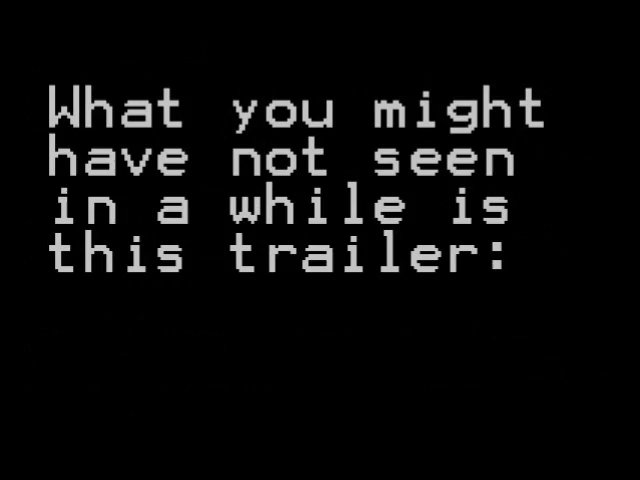 What you might
have not seen
in a while is
this trailer: